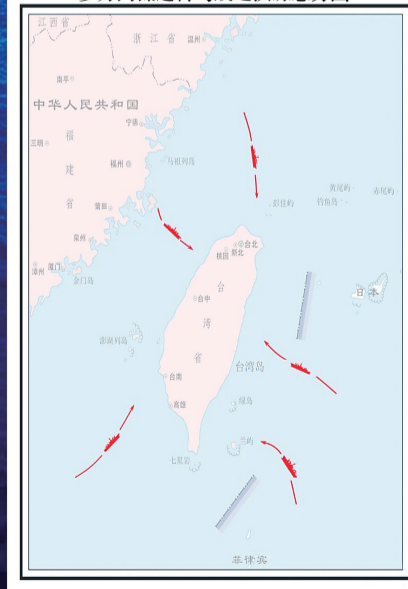 江西省
浙江省
温州
南平
中华人民共和国
宁德
三明
福
建
省
福州
马祖列岛
莆田
泉州
漳州
厦门
金门岛
黄尾屿
赤尾屿
钓鱼岛
彭佳屿
台北
新北
桃园
日本
台
湾
省
台中
澎湖列岛
台湾岛
台南
高雄
绿岛
兰屿
七星岩
菲律宾